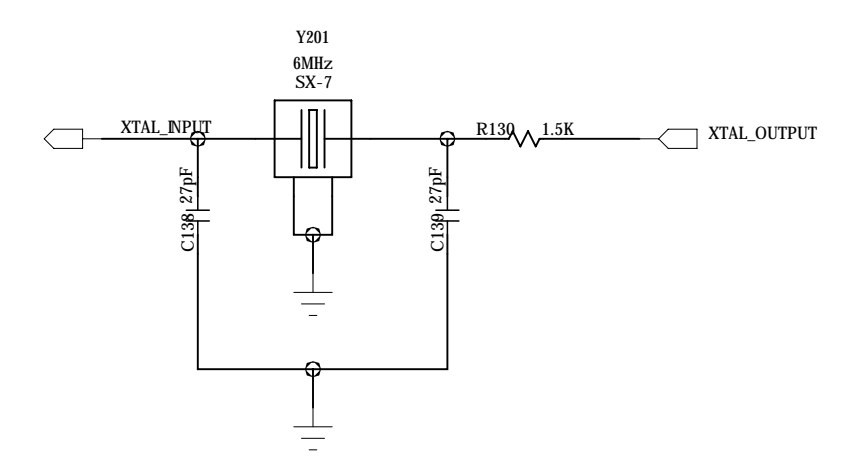 Y201
6MHz
SX-7
XTAL_INPUT
R130 1.5K
XTAL_OUTPUT
C138 27pF
C139 27pF